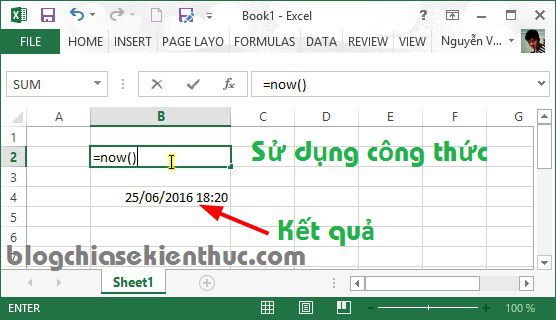 Book1 - Excel
FILE HOME INSERT PAGE LAYO FORMULAS DATA REVIEW VIEW Nguyễn V...
SUM =now()
A B C D E F G
1
2 =now() Sử dụng công thức
3
4 25/06/2016 18:20
5 Kết quả
6
blogchiasekienthuc.com
7
Sheet1
ENTER 100 %